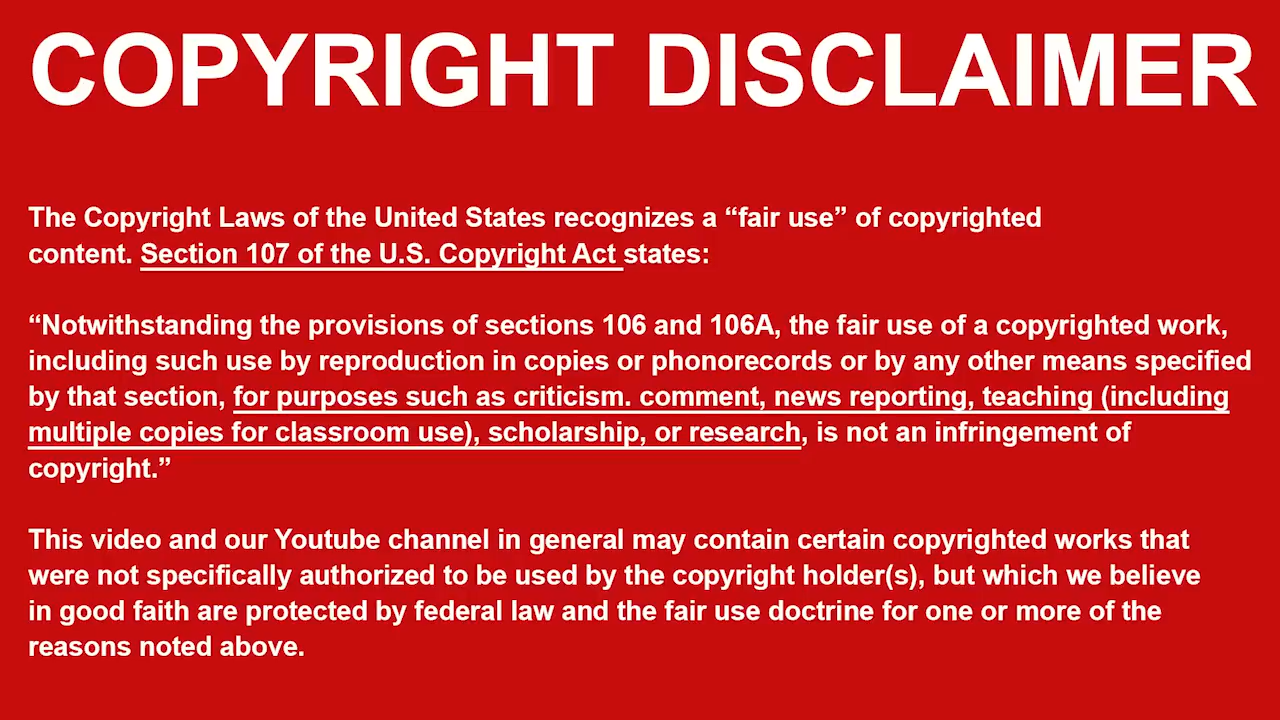 COPYRIGHT DISCLAIMER
The Copyright Laws of the United States recognizes a “fair use” of copyrighted
content. Section 107 of the U.S. Copyright Act states:
“Notwithstanding the provisions of sections 106 and 106A, the fair use of a copyrighted work,
including such use by reproduction in copies or phonorecords or by any other means specified
by that section, for purposes such as criticism. comment, news reporting, teaching (including
multiple copies for classroom use), scholarship, or research, is not an infringement of
copyright.”
This video and our Youtube channel in general may contain certain copyrighted works that
were not specifically authorized to be used by the copyright holder(s), but which we believe
in good faith are protected by federal law and the fair use doctrine for one or more of the
reasons noted above.